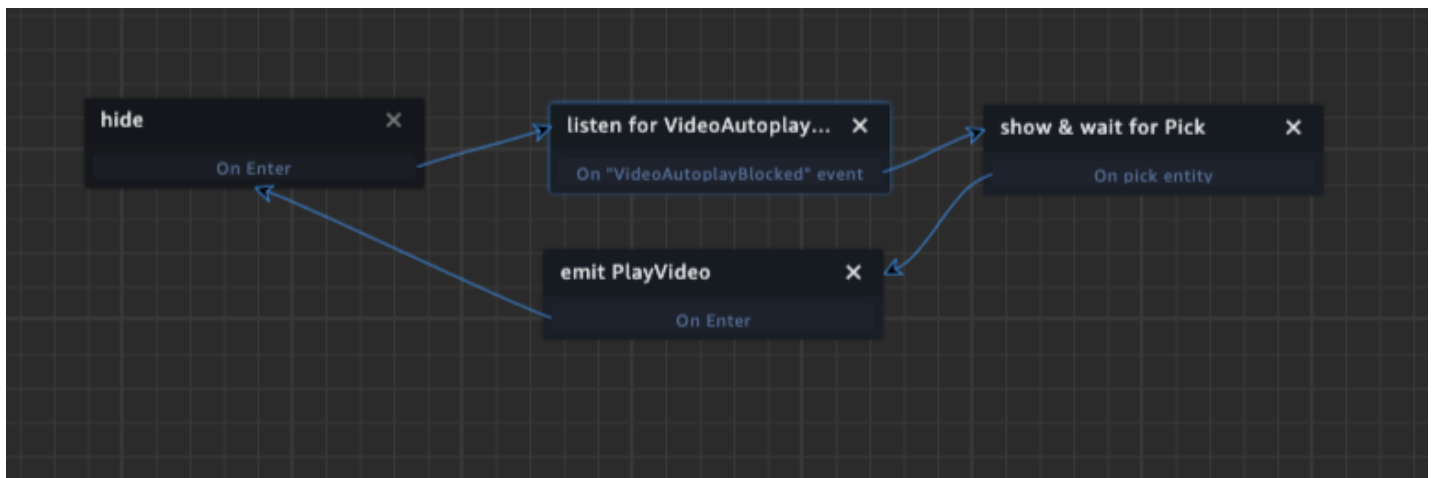 hide
On Enter
listen for VideoAutoplay...
On "VideoAutoplayBlocked" event
show & wait for Pick
On pick entity
emit PlayVideo
On Enter